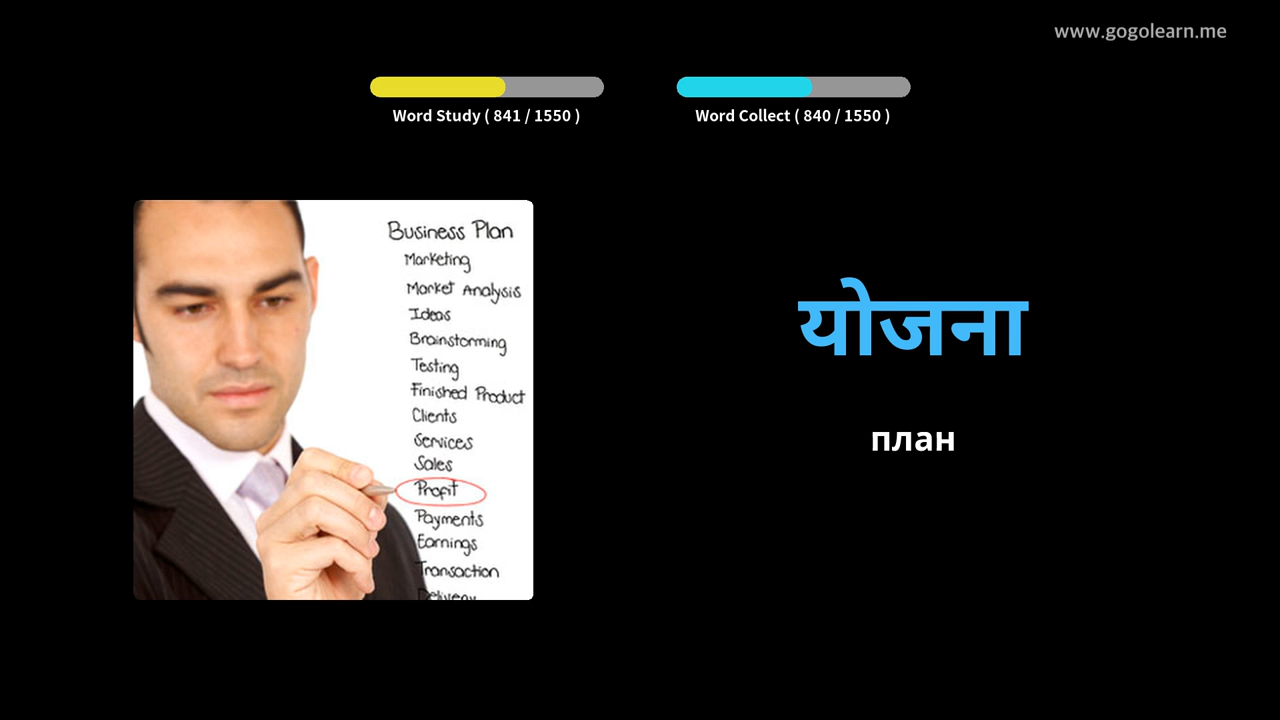 www.gogolearn.me
Word Study ( 841 / 1550 )
Word Collect ( 840 / 1550 )
Business Plan
Marketing
Market Analysis
Ideas
Brainstorming
Testing
Finished Product
Clients
Services
Sales
Profit
Payments
Earnings
Transaction
Delivery
योजना
план